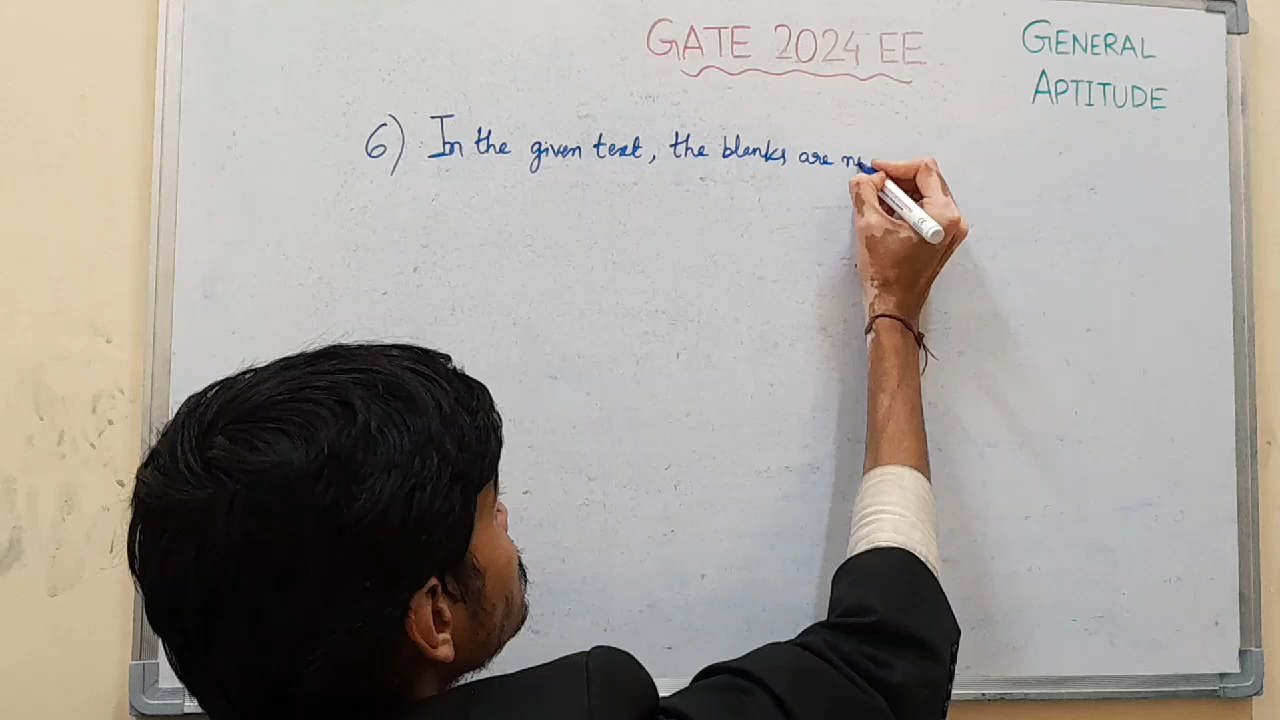 GATE 2024 EE
GENERAL
APTITUDE
6) In the given text, the blanks are